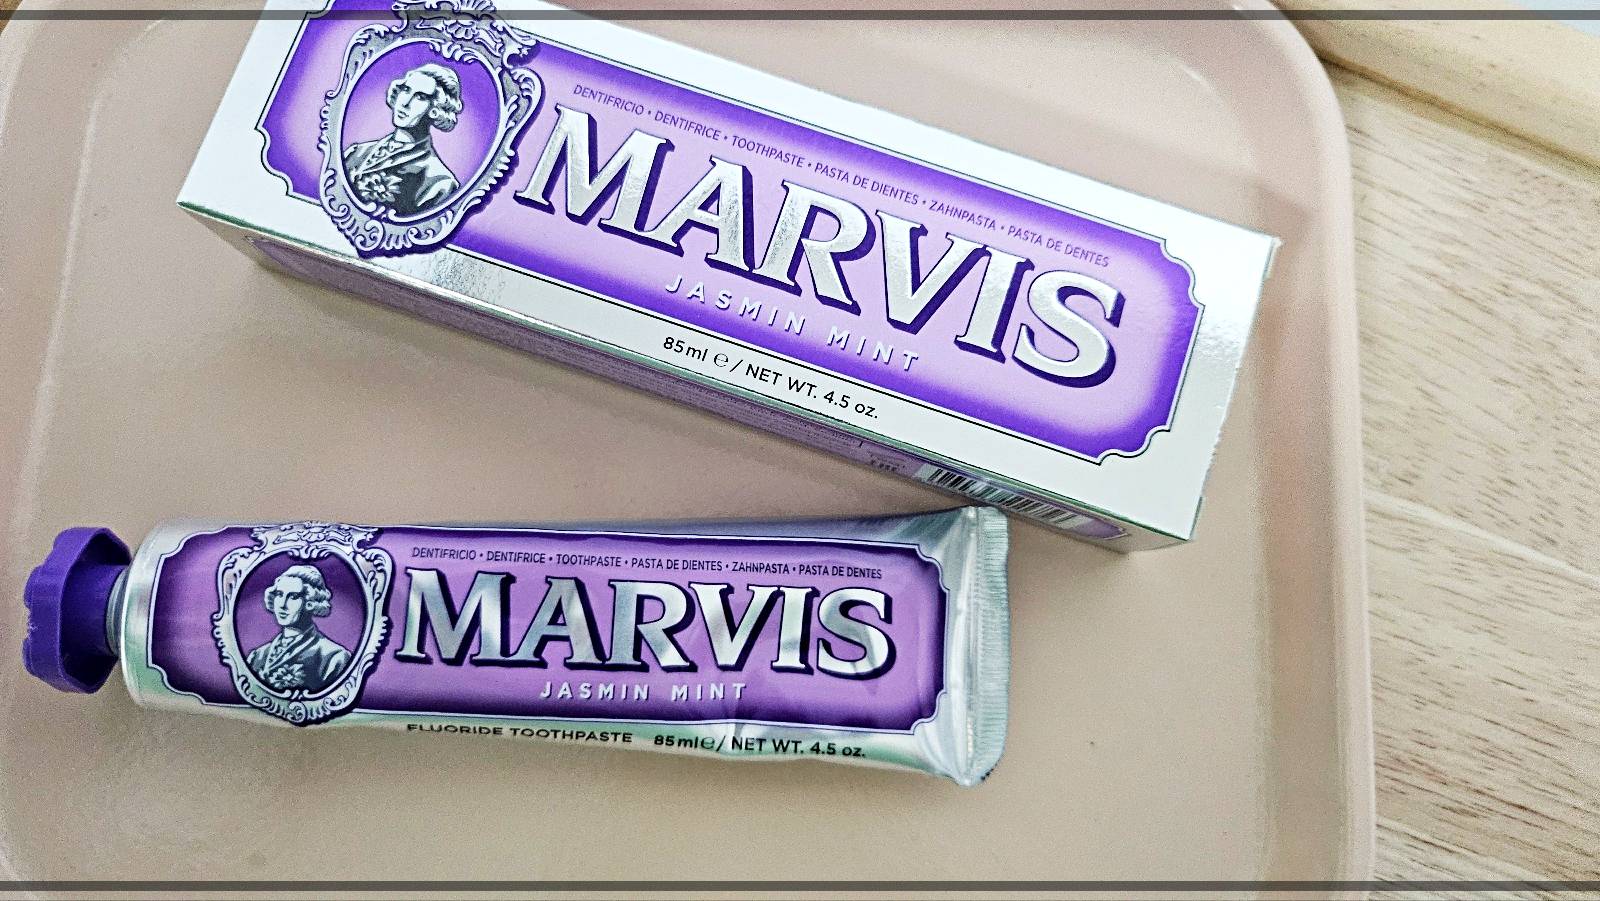 DENTIFRICIO • DENTIFRICE • TOOTHPASTE • PASTA DE DIENTES • ZAHNPASTA • PASTA DE DENTES
MARVIS
JASMIN MINT
85ml ℮ / NET WT. 4.5 oz.
DENTIFRICIO • DENTIFRICE • TOOTHPASTE • PASTA DE DIENTES • ZAHNPASTA • PASTA DE DENTES
MARVIS
JASMIN MINT
FLUORIDE TOOTHPASTE 85ml℮/ NET WT. 4.5 oz.